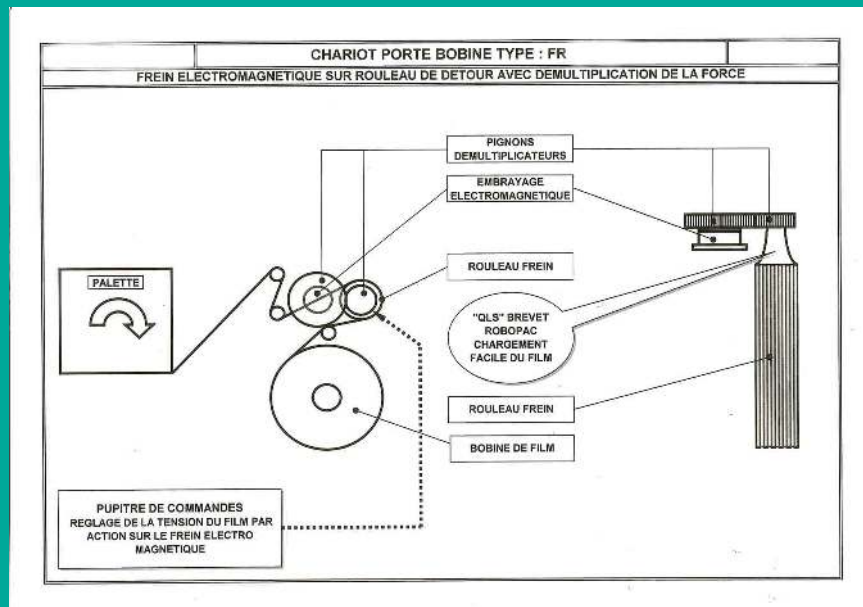 CHARIOT PORTE BOBINE TYPE : FR
FREIN ELECTROMAGNETIQUE SUR ROULEAU DE DETOUR AVEC DEMULTIPLICATION DE LA FORCE
PIGNONS
DEMULTIPLICATEURS
EMBRAYAGE
ELECTROMAGNETIQUE
PALETTE
ROULEAU FREIN
"QLS" BREVET
ROBOPAC
CHARGEMENT
FACILE DU FILM
ROULEAU FREIN
BOBINE DE FILM
PUPITRE DE COMMANDES
REGLAGE DE LA TENSION DU FILM PAR
ACTION SUR LE FREIN ELECTRO
MAGNETIQUE